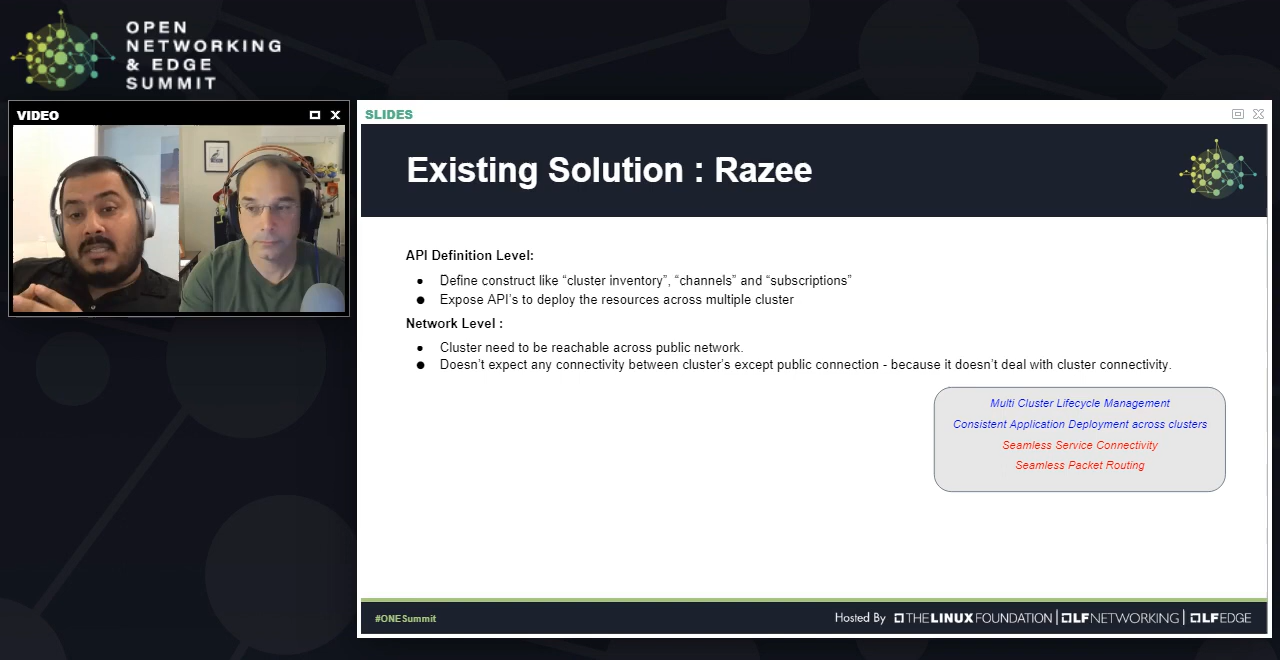 OPEN
NETWORKING
& EDGE
SUMMIT
VIDEO
SLIDES
Existing Solution : Razee
API Definition Level:
● Define construct like “cluster inventory”, “channels” and “subscriptions”
● Expose API’s to deploy the resources across multiple cluster
Network Level :
● Cluster need to be reachable across public network.
● Doesn’t expect any connectivity between cluster’s except public connection - because it doesn’t deal with cluster connectivity.
Multi Cluster Lifecycle Management
Consistent Application Deployment across clusters
Seamless Service Connectivity
Seamless Packet Routing
#ONESummit
Hosted By THE LINUX FOUNDATION | LF NETWORKING | LF EDGE